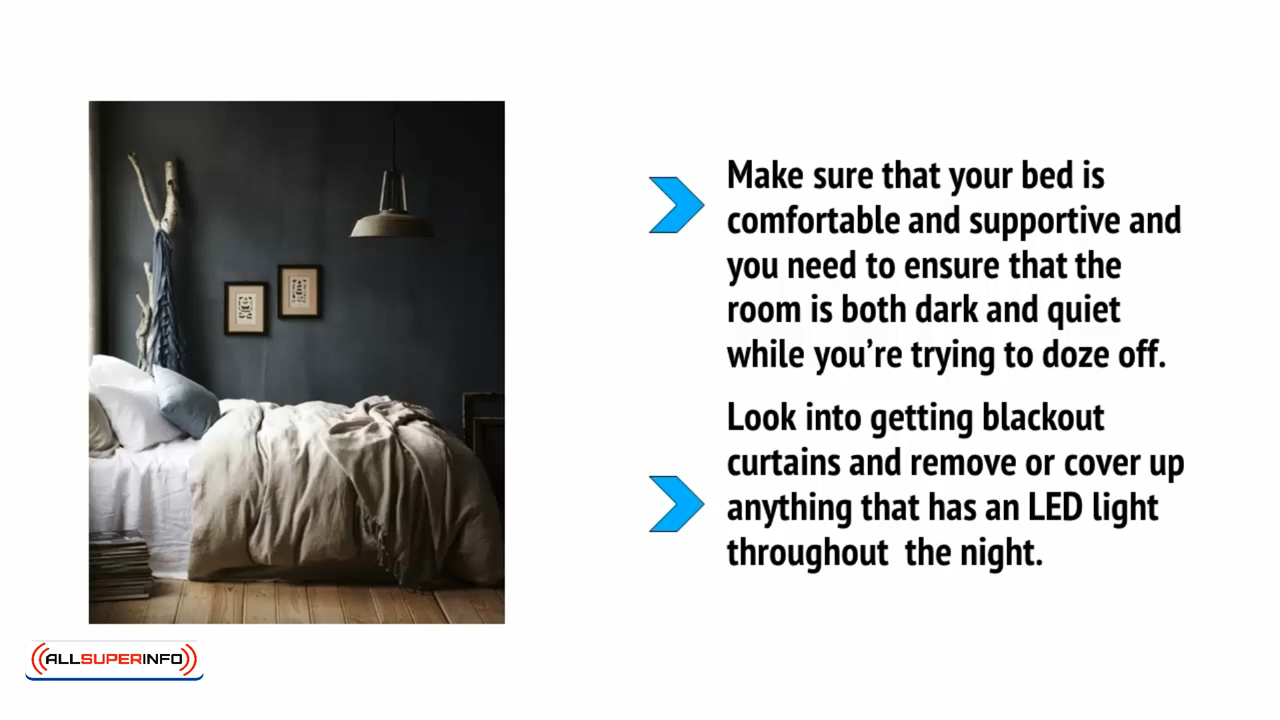 Make sure that your bed is
comfortable and supportive and
you need to ensure that the
room is both dark and quiet
while you’re trying to doze off.
Look into getting blackout
curtains and remove or cover up
anything that has an LED light
throughout  the night.
ALLSUPERINFO